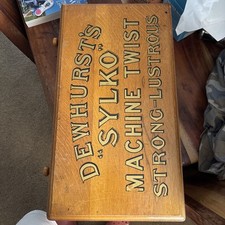 DEWHURST'S
"SYLKO"
MACHINE TWIST
STRONG-LUSTROUS